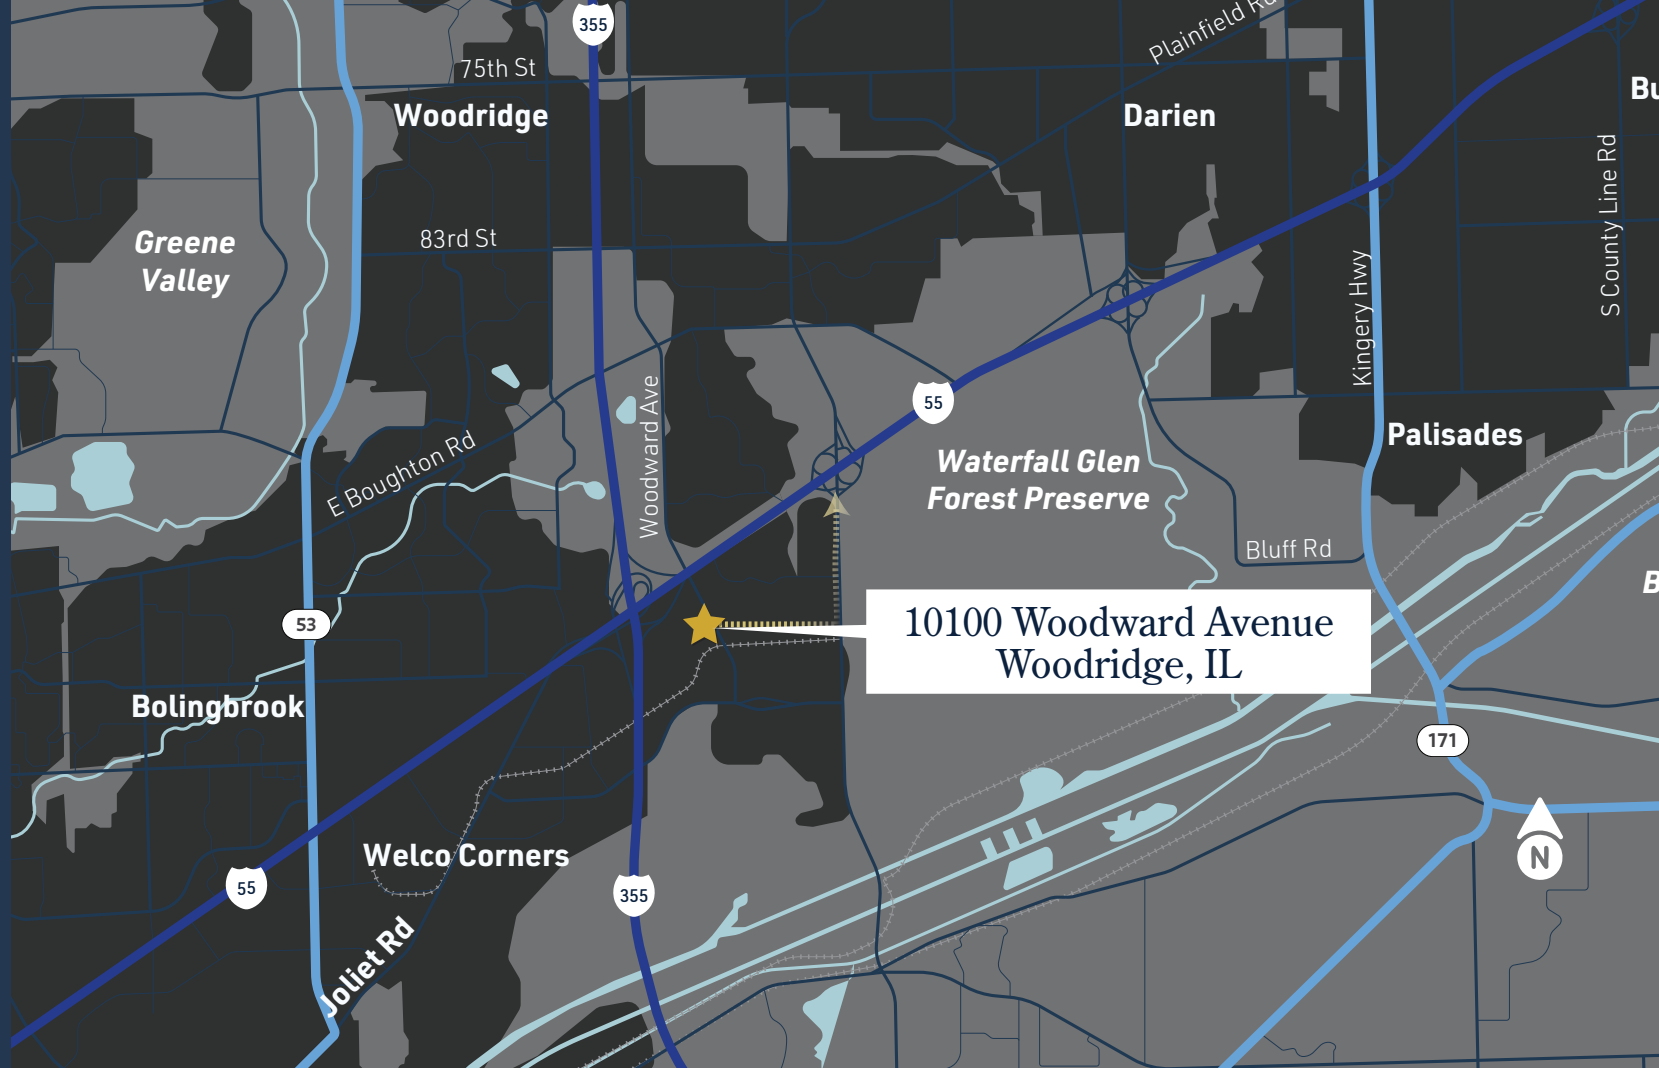 355
Plainfield Rd
75th St
Woodridge
Darien
S County Line Rd
Greene
Valley
83rd St
Kingery Hwy
Woodward Ave
55
Palisades
E Boughton Rd
Waterfall Glen
Forest Preserve
Bluff Rd
10100 Woodward Avenue
Woodridge, IL
53
Bolingbrook
171
Welco Corners
N
55
355
Joliet Rd